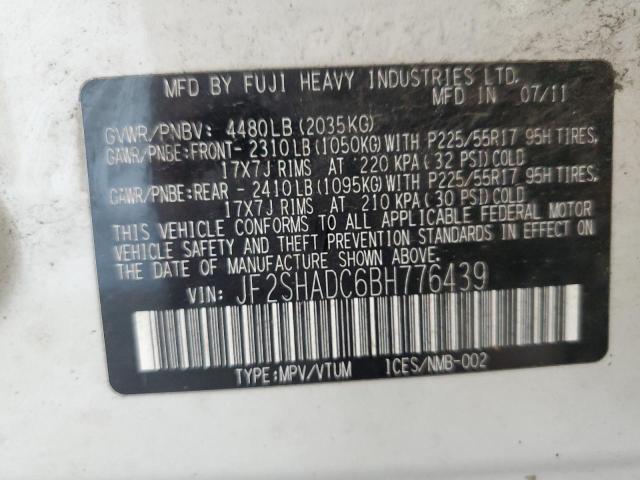 MFD BY FUJI HEAVY INDUSTRIES LTD.
MFD IN 07/11
GVWR/PNBV: 4480LB(2035KG)
GAWR/PNBE:FRONT- 2310LB(1050KG)WITH P225/55R17 95H TIRES,
17X7J RIMS AT 220 KPA(32 PSI)COLD
GAWR/PNBE:REAR - 2410LB(1095KG)WITH P225/55R17 95H TIRES,
17X7J RIMS AT 210 KPA(30 PSI)COLD
THIS VEHICLE CONFORMS TO ALL APPLICABLE FEDERAL MOTOR
VEHICLE SAFETY AND THEFT PREVENTION STANDARDS IN EFFECT ON
THE DATE OF MANUFACTURE SHOWN ABOVE.
VIN: JF2SHADC6BH776439
TYPE:MPV/VTUM ICES/NMB-002